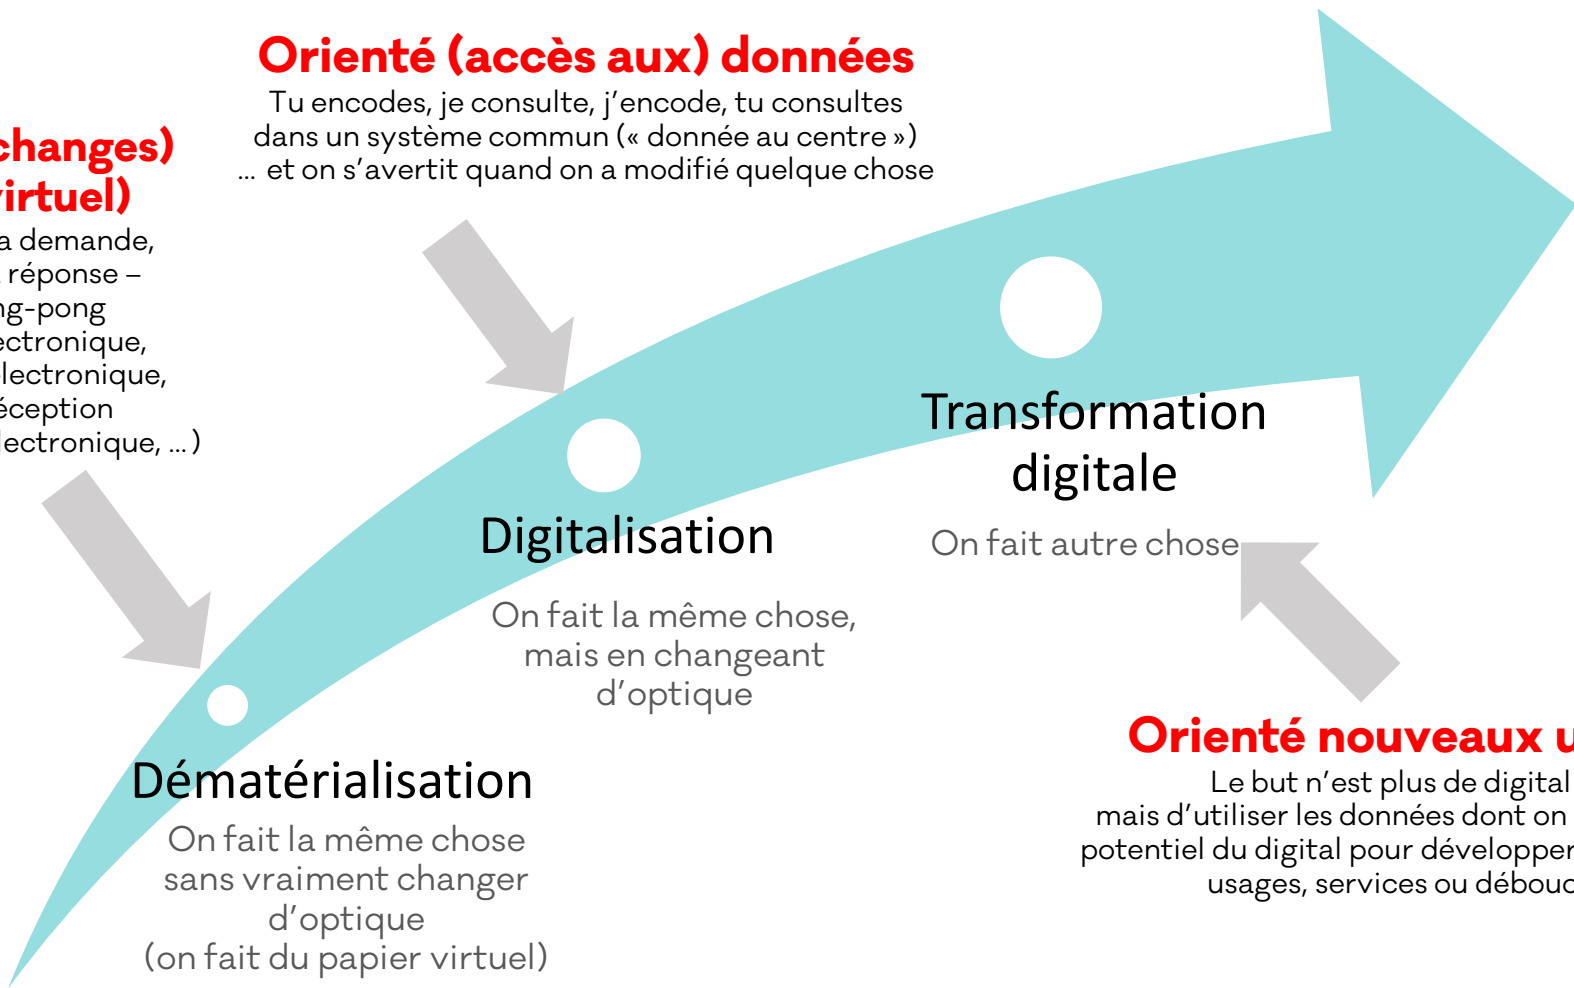 Orienté (accès aux) données
Tu encodes, je consulte, j’encode, tu consultes
dans un système commun (« donnée au centre »)
... et on s’avertit quand on a modifié quelque chose
changes)
virtuel)
a demande,
réponse –
ng-pong
ectronique,
électronique,
éception
lectronique, ... )
Transformation
digitale
On fait autre chose
Digitalisation
On fait la même chose,
mais en changeant
d’optique
Dématérialisation
On fait la même chose
sans vraiment changer
d’optique
(on fait du papier virtuel)
Orienté nouveaux u
Le but n’est plus de digital
mais d’utiliser les données dont on
potentiel du digital pour développer
usages, services ou débouc